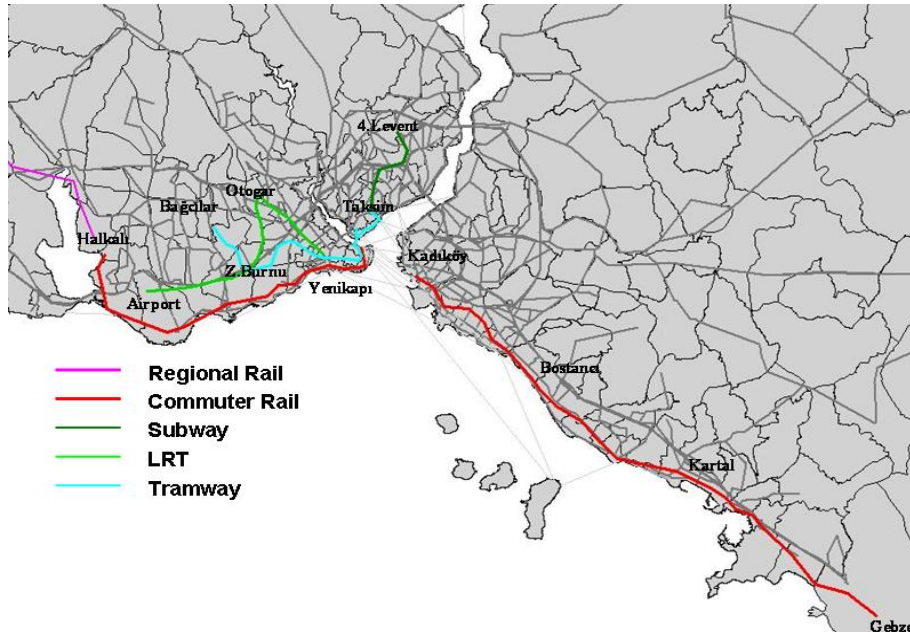 4.Levent
Otogar
Bağcılar
Taksim
Halkalı
Kadıköy
Z.Burnu
Yenikapı
Airport
Bostancı
Kartal
Gebze
Regional Rail
Commuter Rail
Subway
LRT
Tramway